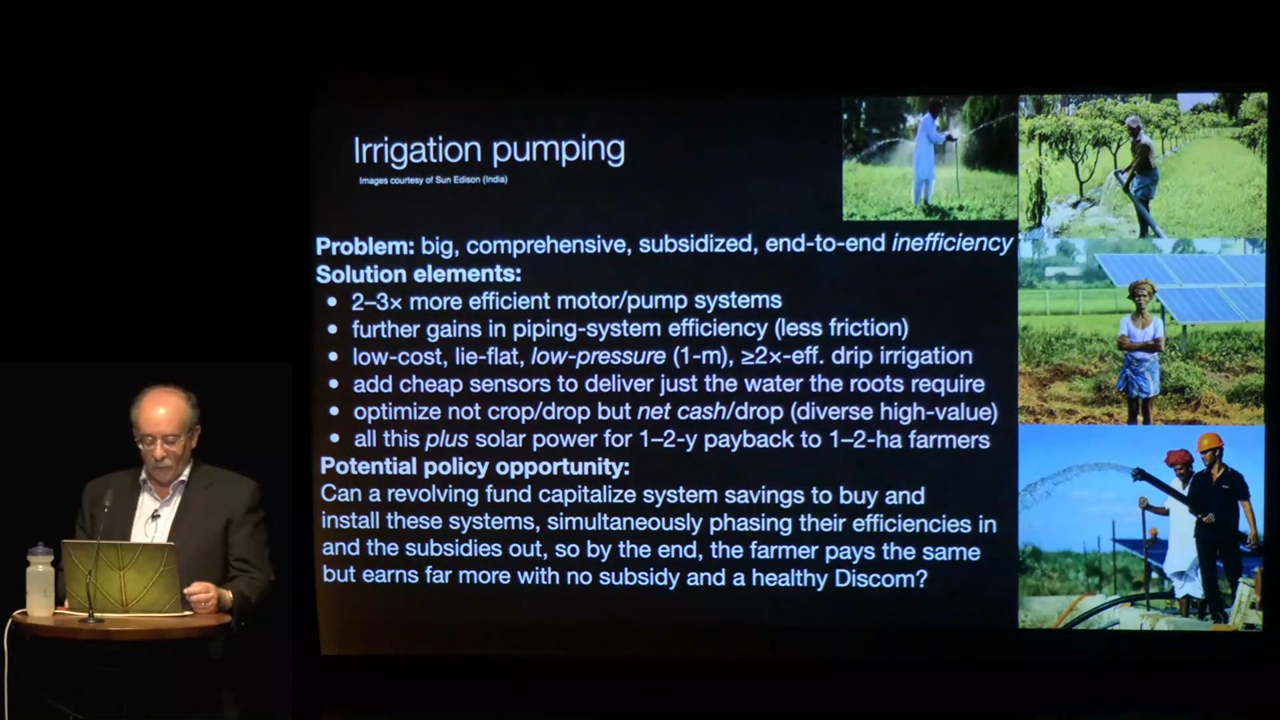 Irrigation pumping
Images courtesy of Sun Edison (India)
Problem: big, comprehensive, subsidized, end-to-end inefficiency
Solution elements:
• 2–3× more efficient motor/pump systems
• further gains in piping-system efficiency (less friction)
• low-cost, lie-flat, low-pressure (1-m), ≥2×-eff. drip irrigation
• add cheap sensors to deliver just the water the roots require
• optimize not crop/drop but net cash/drop (diverse high-value)
• all this plus solar power for 1–2-y payback to 1–2-ha farmers
Potential policy opportunity:
Can a revolving fund capitalize system savings to buy and
install these systems, simultaneously phasing their efficiencies in
and the subsidies out, so by the end, the farmer pays the same
but earns far more with no subsidy and a healthy Discom?